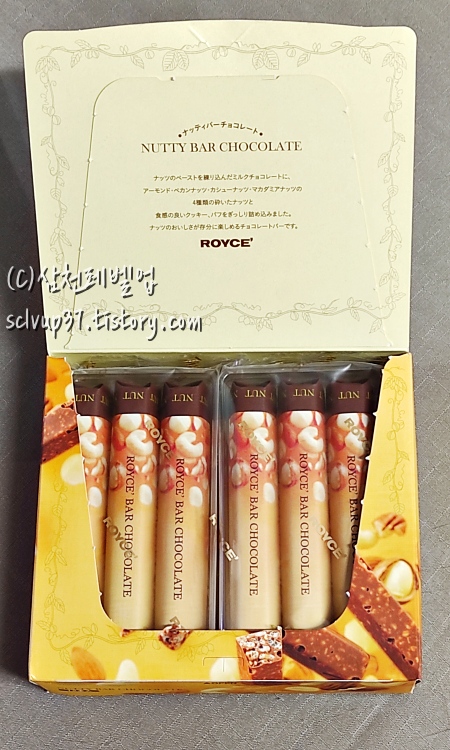 ナッティバーチョコレート
NUTTY BAR CHOCOLATE
ナッツのペーストを練り込んだミルクチョコレートに、
アーモンド・ペカンナッツ・カシューナッツ・マカダミアナッツの
4種類の砕いたナッツと
食感の良いクッキー、パフをぎっしり詰め込みました。
ナッツのおいしさが存分に楽しめるチョコレートバーです。
ROYCE'
(C)삼천레벨업
sclvup97.tistory.com
NUT
NUT
ROYCE' BAR CHOCOLATE
ROYCE' BAR CHOCOLATE
ROYCE' BAR CHOCOLATE
ROYCE' BAR CHOCOLATE
ROYCE' BAR CHOCOLATE
ROYCE'
ROYCE'
ROYCE'
ROYCE'
BAR CHOCOLATE